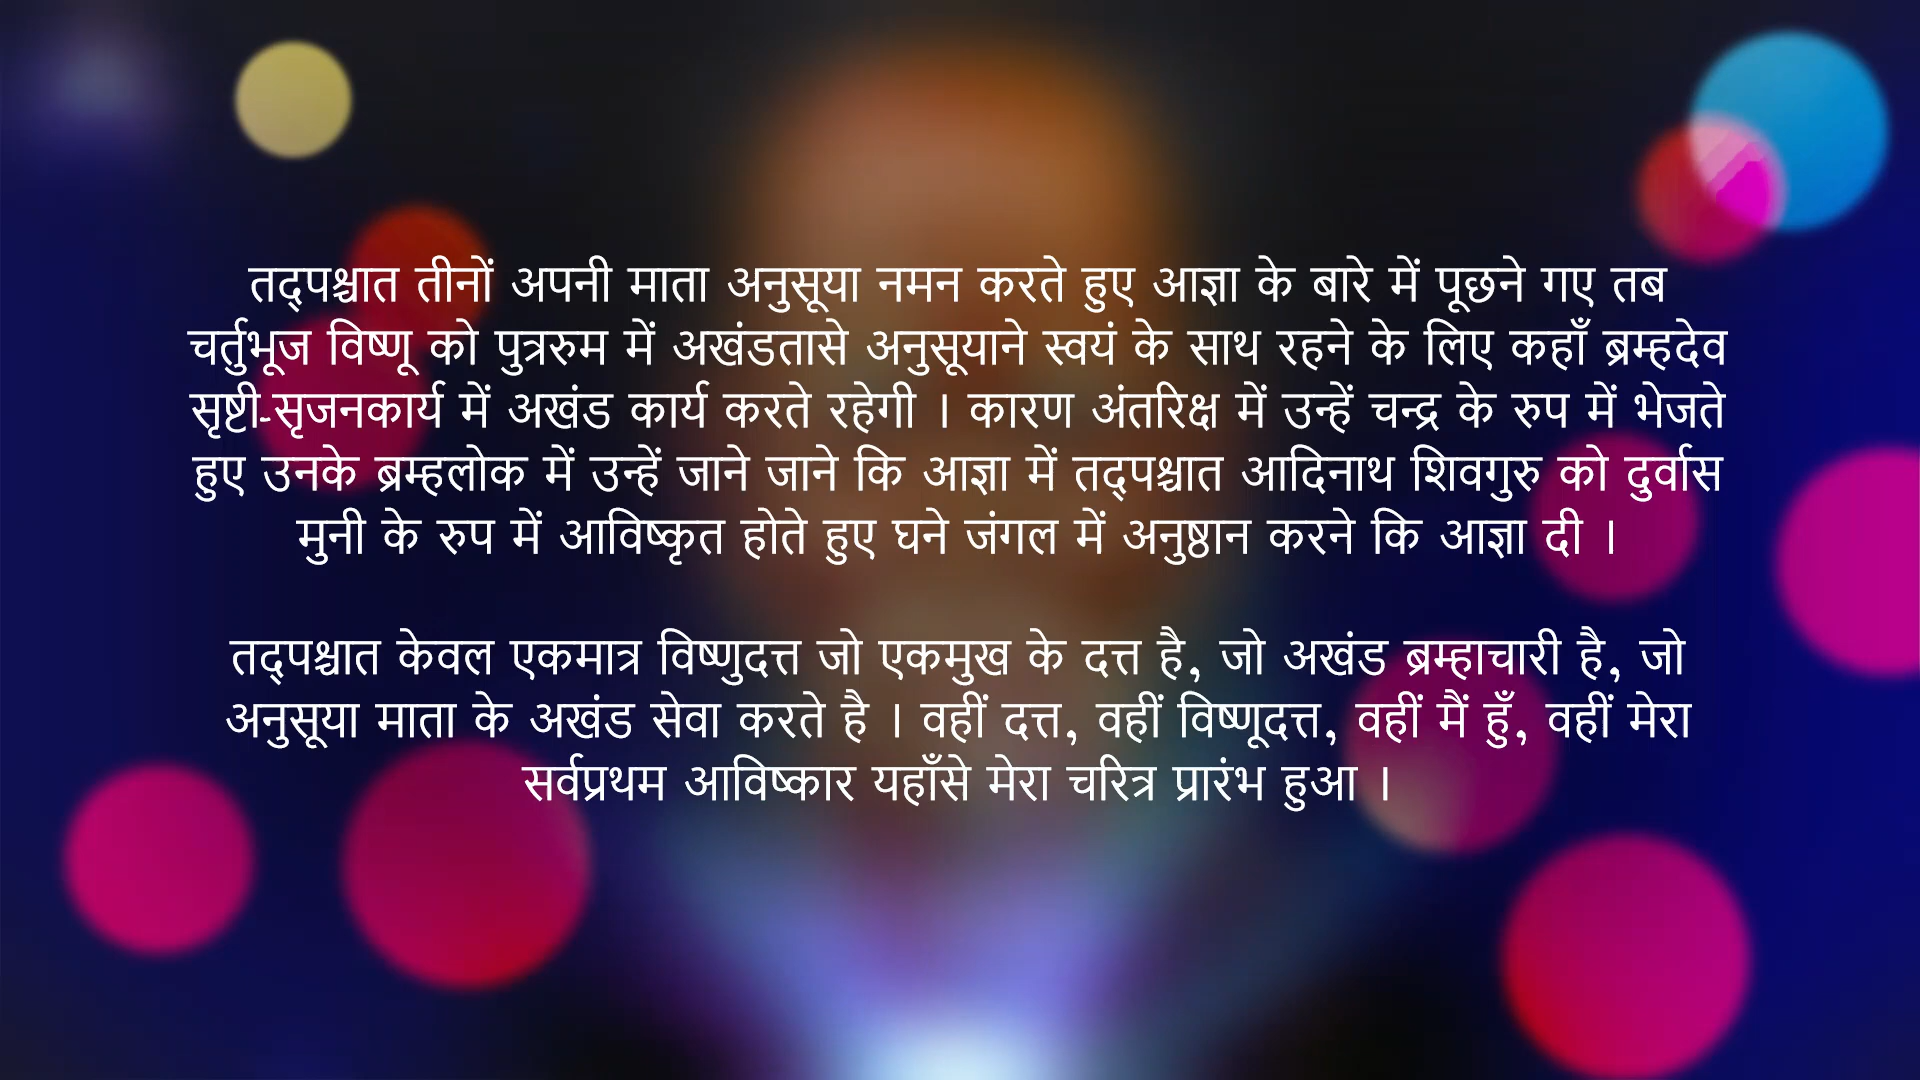 तद्पश्चात तीनों अपनी माता अनुसूया नमन करते हुए आज्ञा के बारे में पूछने गए तब
चर्तुभूज विष्णू को पुत्ररुम में अखंडतासे अनुसूयाने स्वयं के साथ रहने के लिए कहाँ ब्रम्हदेव
सृष्टी-सृजनकार्य में अखंड कार्य करते रहेगी । कारण अंतरिक्ष में उन्हें चन्द्र के रुप में भेजते
हुए उनके ब्रम्हलोक में उन्हें जाने जाने कि आज्ञा में तद्पश्चात आदिनाथ शिवगुरु को दुर्वास
मुनी के रुप में आविष्कृत होते हुए घने जंगल में अनुष्ठान करने कि आज्ञा दी ।
तद्पश्चात केवल एकमात्र विष्णुदत्त जो एकमुख के दत्त है, जो अखंड ब्रम्हाचारी है, जो
अनुसूया माता के अखंड सेवा करते है । वहीं दत्त, वहीं विष्णूदत्त, वहीं मैं हुँ, वहीं मेरा
सर्वप्रथम आविष्कार यहाँसे मेरा चरित्र प्रारंभ हुआ ।